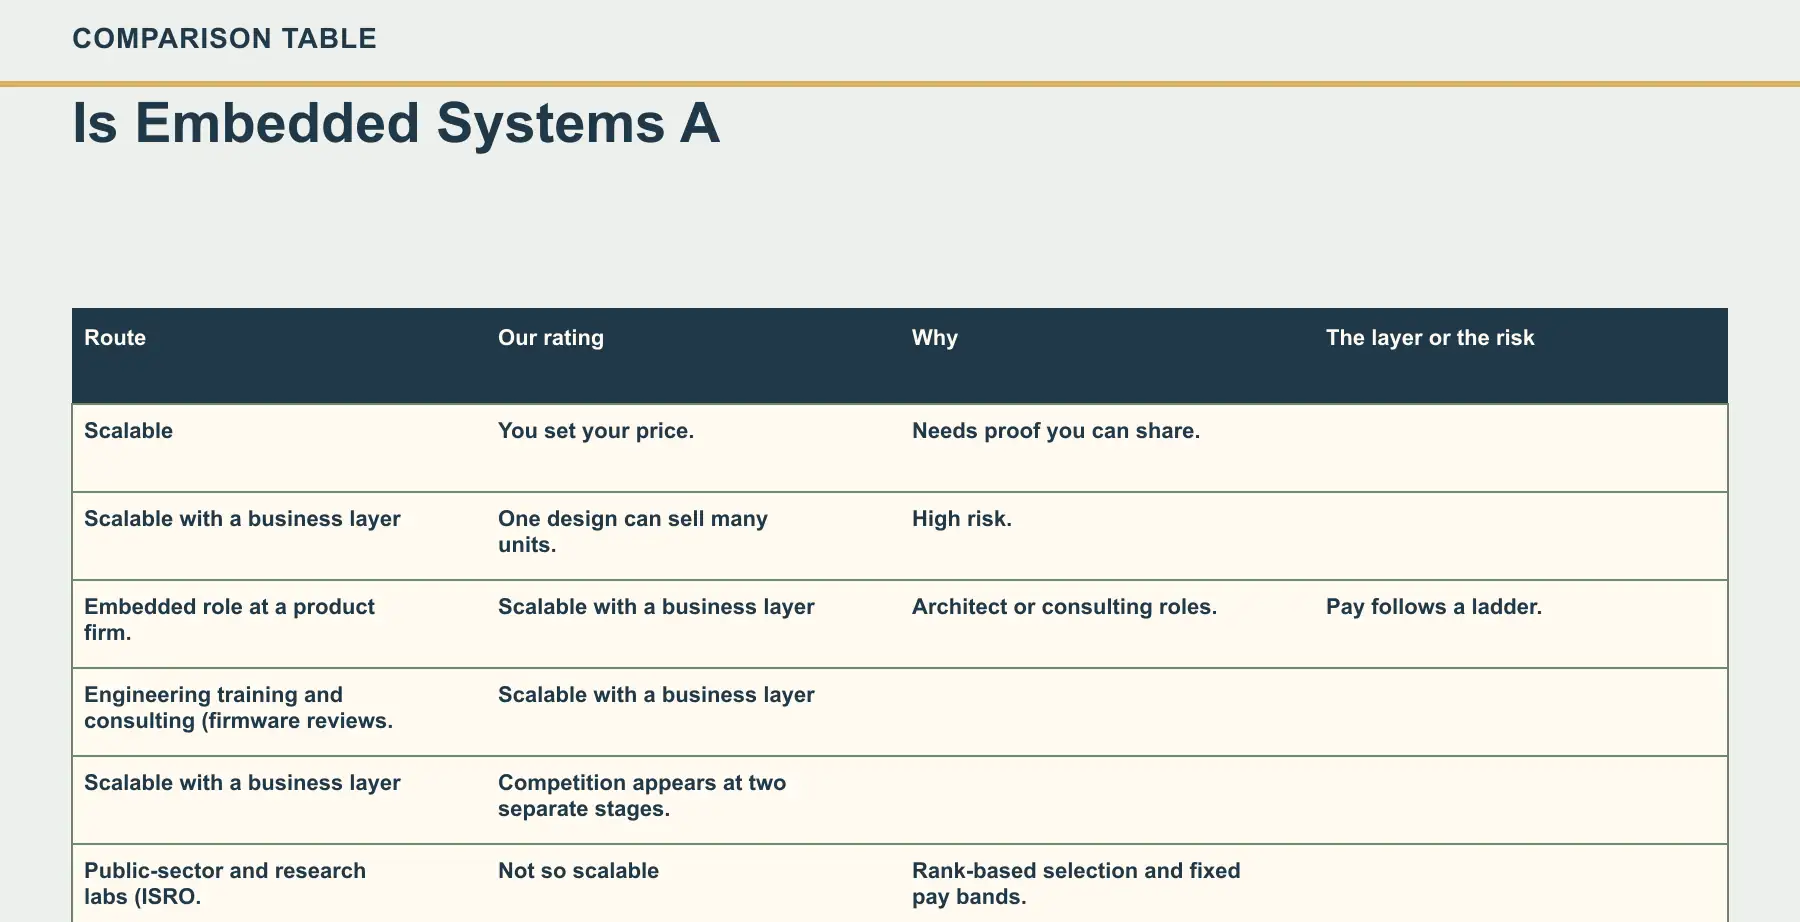 COMPARISON TABLE
Is Embedded Systems A
Route Our rating Why The layer or the risk
Scalable You set your price. Needs proof you can share.
Scalable with a business layer One design can sell many High risk.
units.
Embedded role at a product Scalable with a business layer Architect or consulting roles. Pay follows a ladder.
firm.
Engineering training and Scalable with a business layer
consulting (firmware reviews.
Scalable with a business layer Competition appears at two
separate stages.
Public-sector and research Not so scalable Rank-based selection and fixed
labs (ISRO. pay bands.